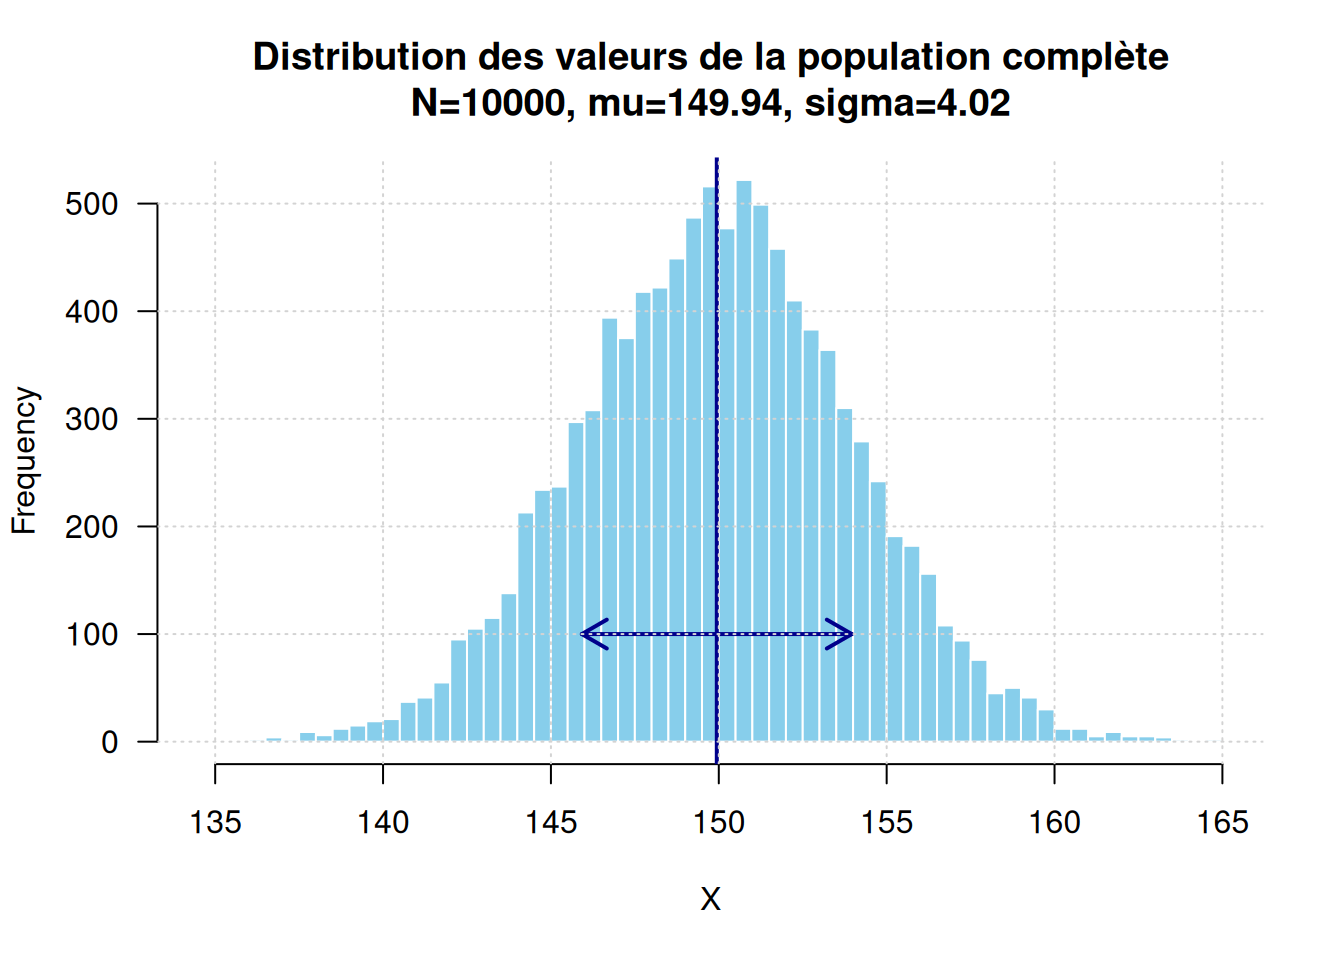 Distribution des valeurs de la population complète
N=10000, mu=149.94, sigma=4.02
500
400
300
200
100
0
Frequency
135 140 145 150 155 160 165
X